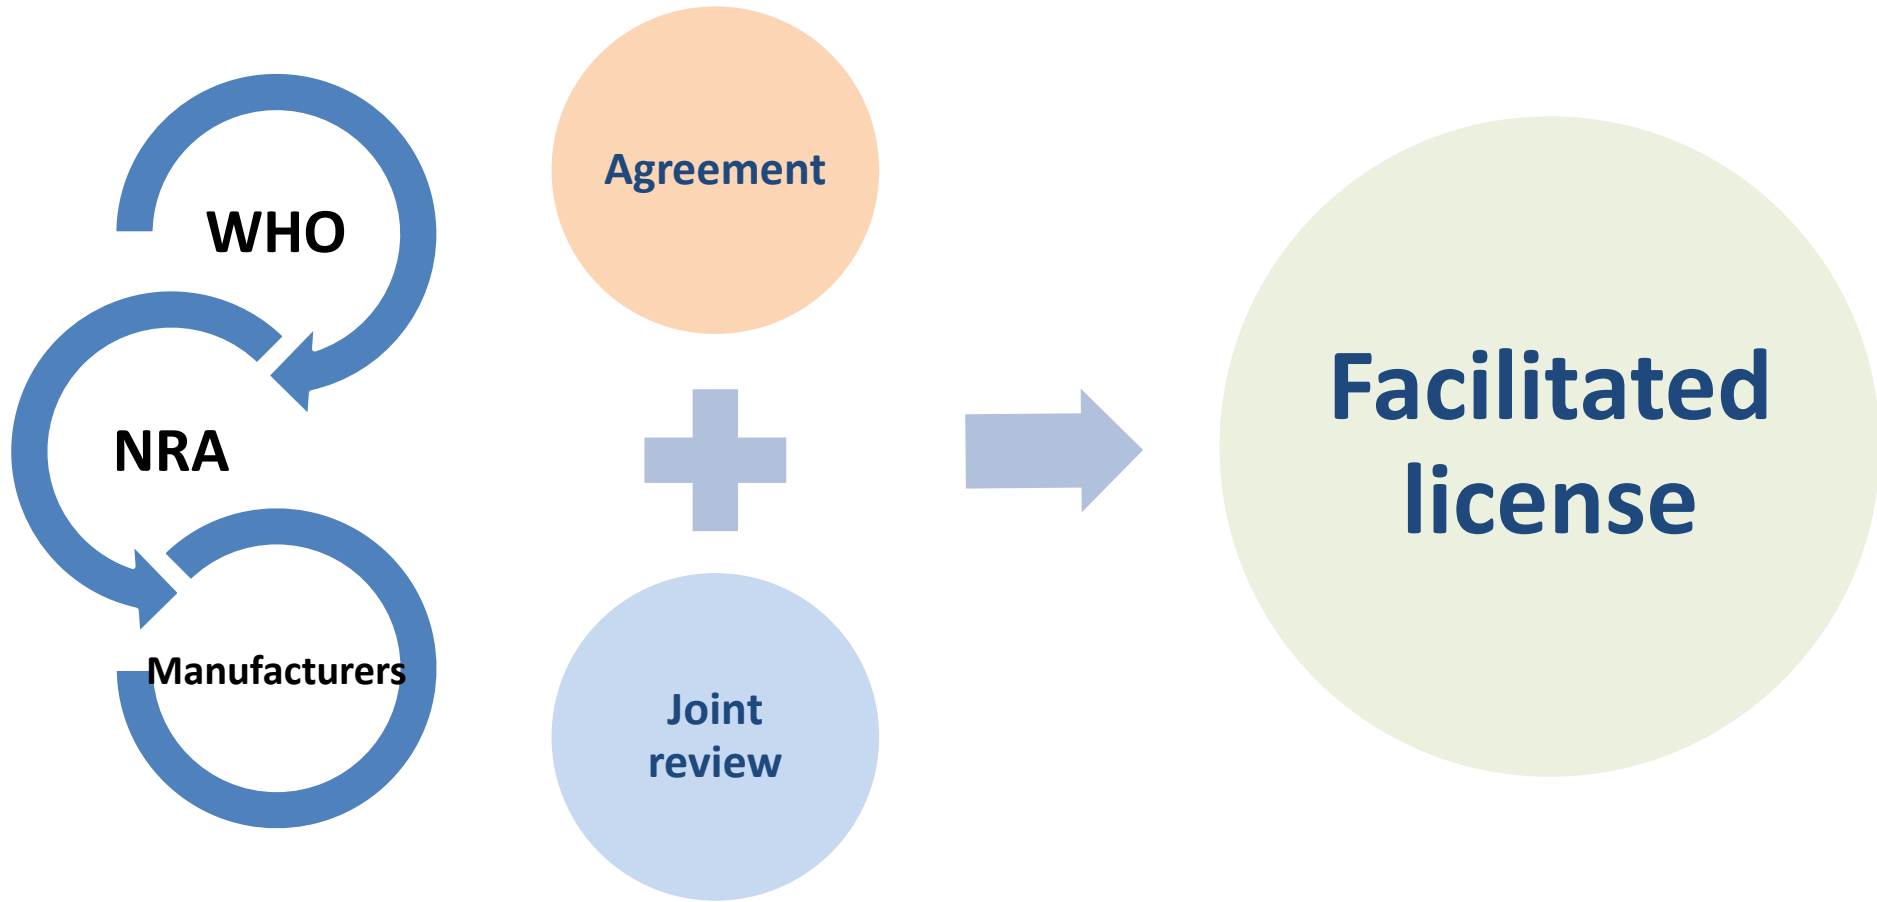 WHO
NRA
Manufacturers
Agreement
Joint
review
Facilitated
license